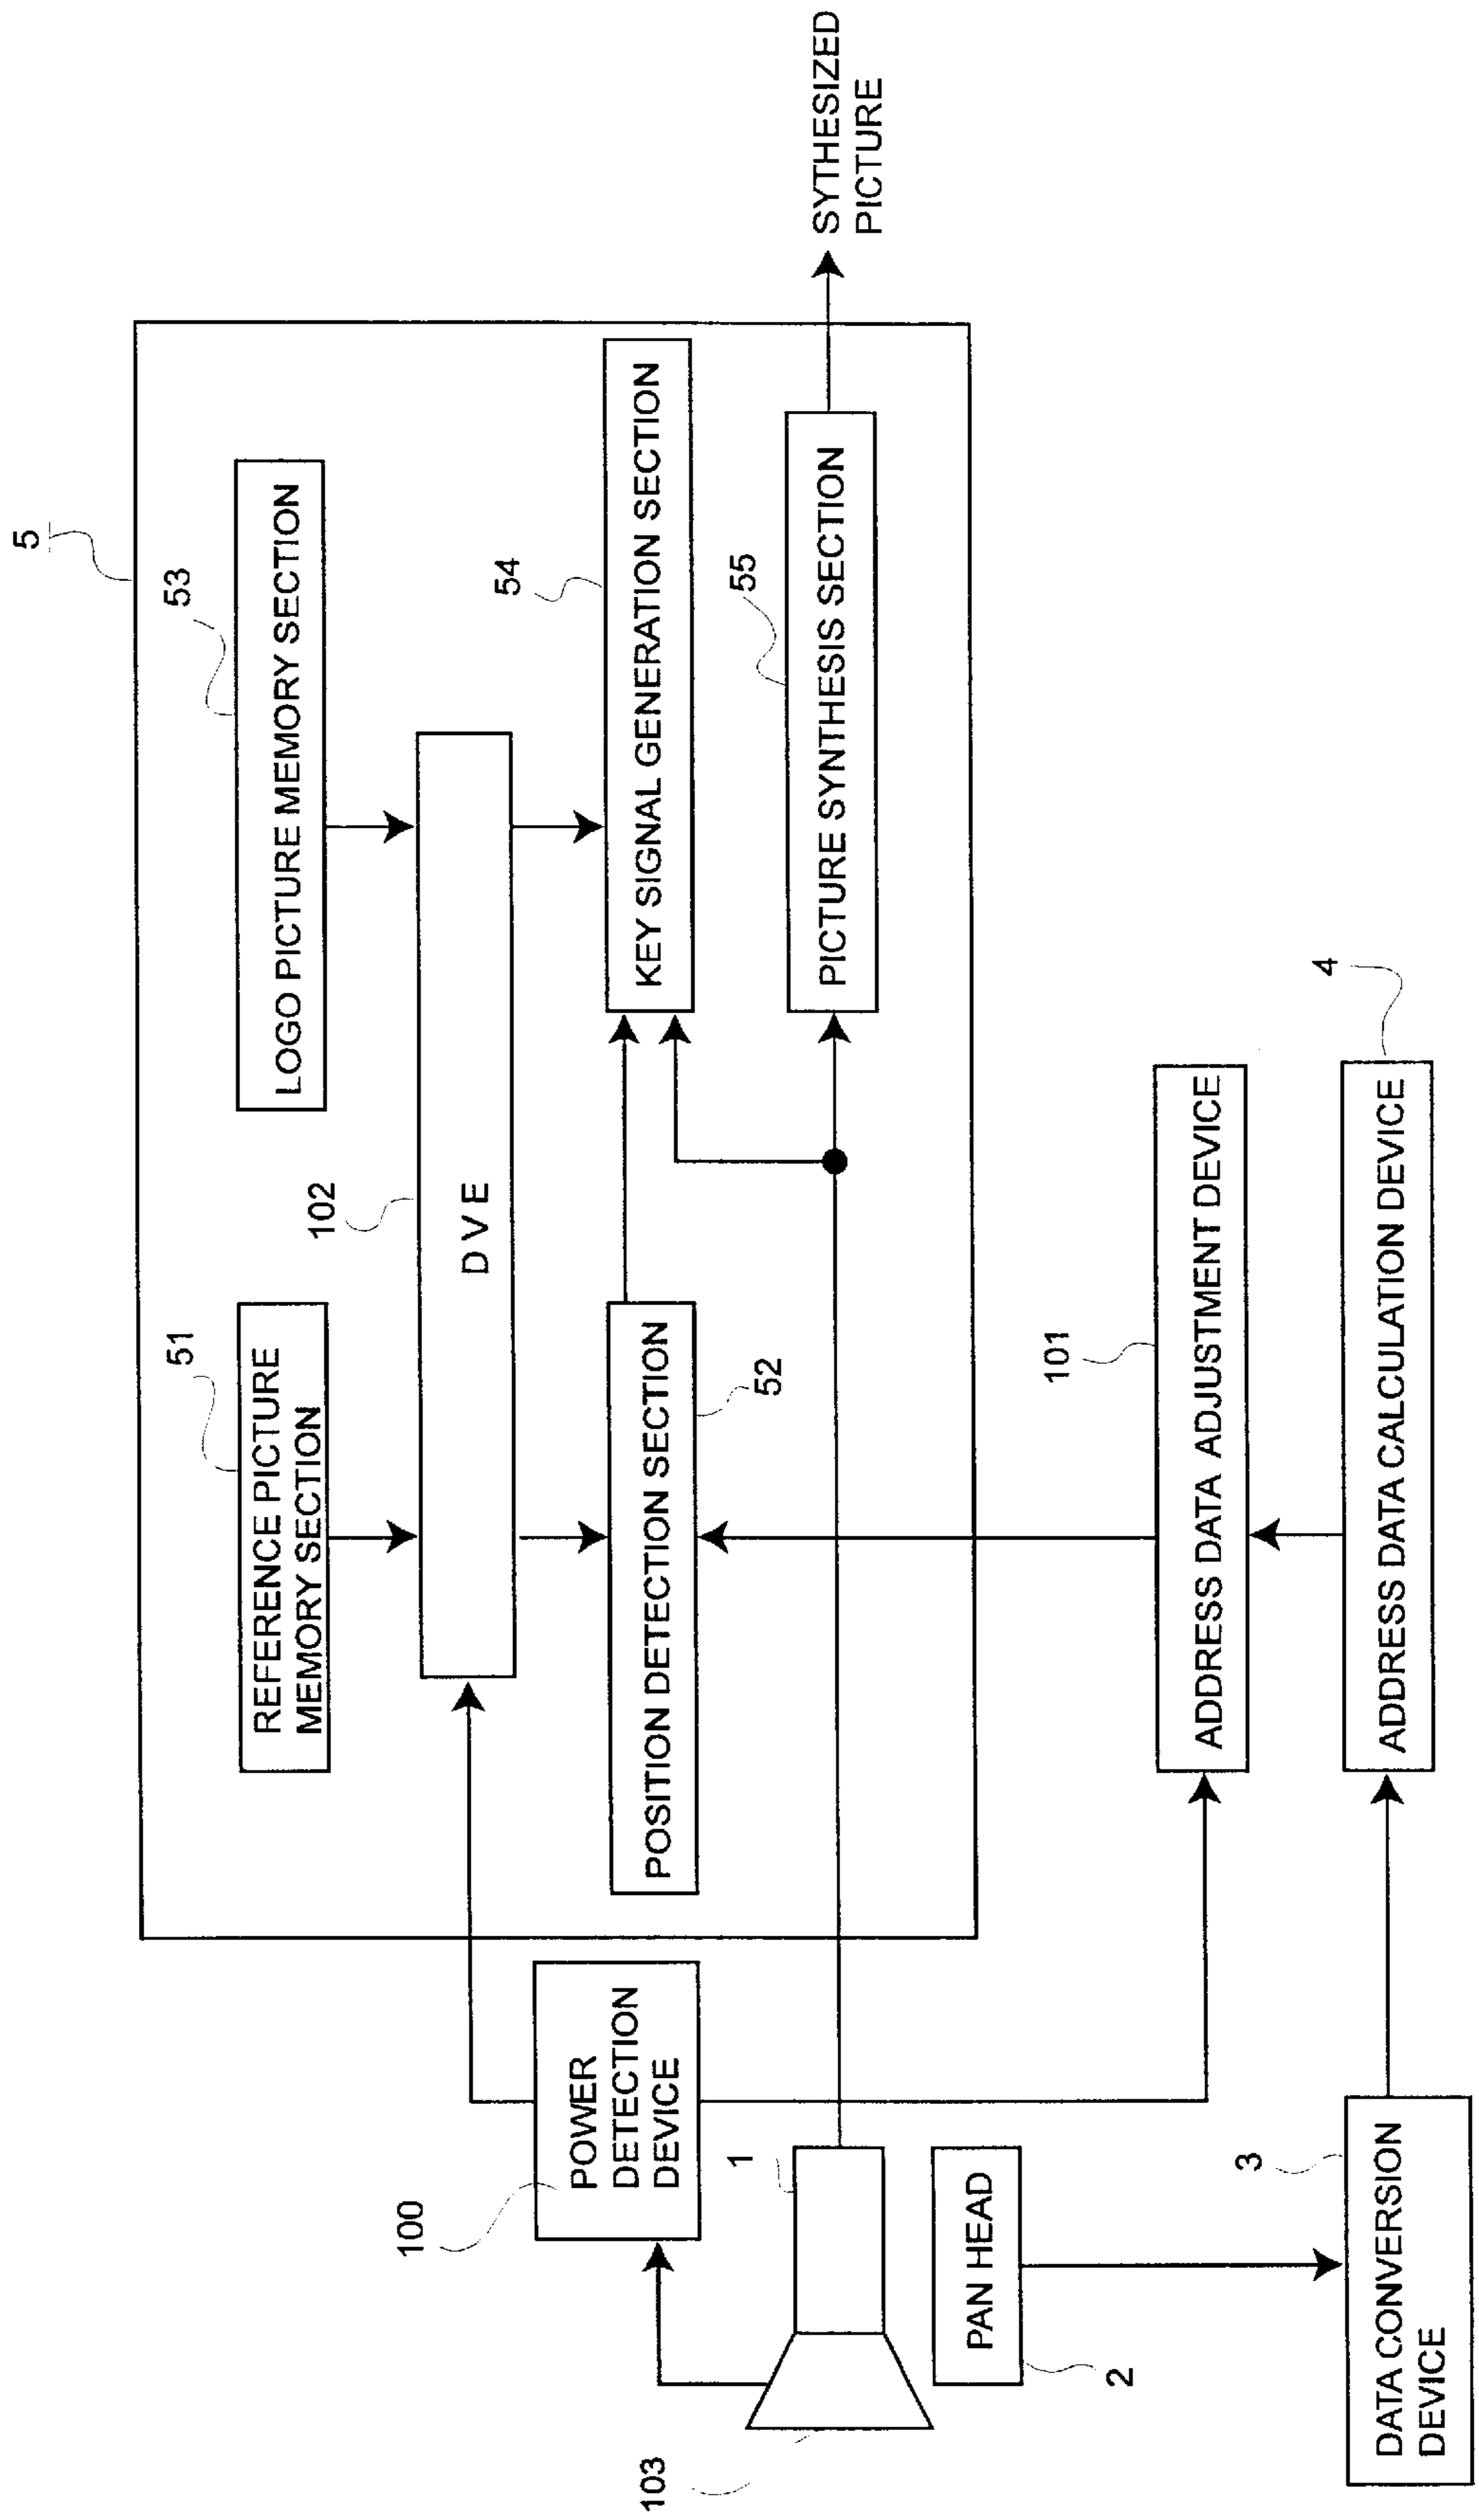 5
53
LOGO PICTURE MEMORY SECTION
51
REFERENCE PICTURE
MEMORY SECTION
102
D V E
54
KEY SIGNAL GENERATION SECTION
POSITION DETECTION SECTION
52
55
PICTURE SYNTHESIS SECTION
SYTHESIZED
PICTURE
100
POWER
DETECTION
DEVICE
1
103
PAN HEAD
2
101
ADDRESS DATA ADJUSTMENT DEVICE
4
ADDRESS DATA CALCULATION DEVICE
3
DATA CONVERSION
DEVICE